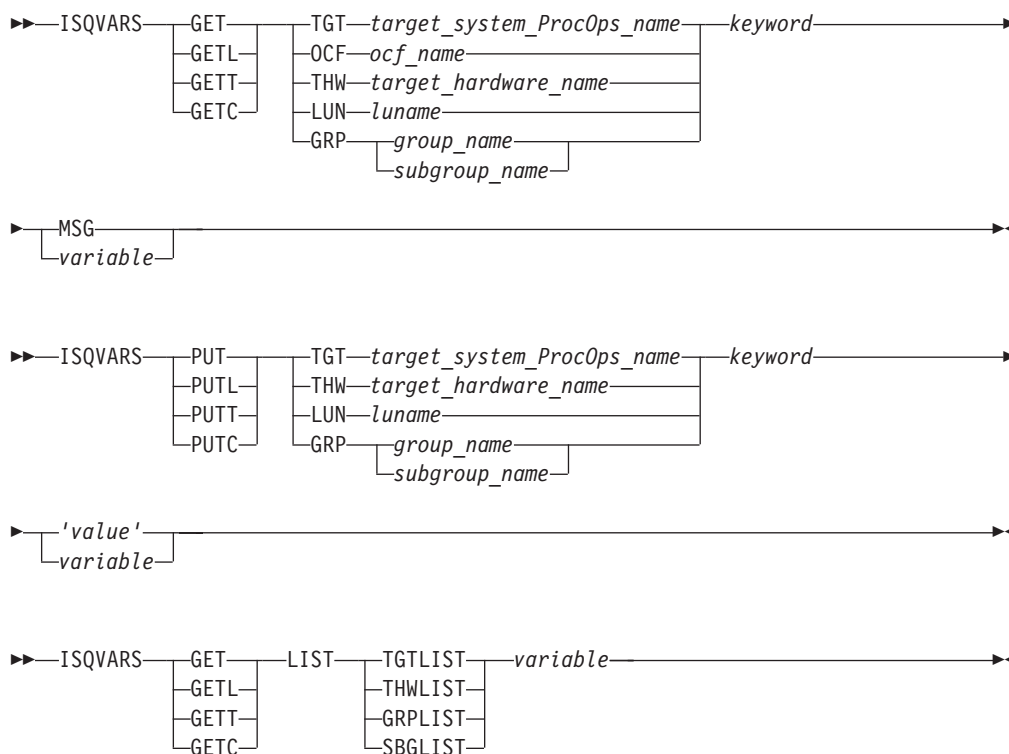 ISQVARS GET TGT target_system_ProcOps_name keyword
GETL OCF ocf_name
GETT THW target_hardware_name
GETC LUN luname
GRP group_name
subgroup_name
MSG
variable
ISQVARS PUT TGT target_system_ProcOps_name keyword
PUTL THW target_hardware_name
PUTT LUN luname
PUTC GRP group_name
subgroup_name
'value'
variable
ISQVARS GET LIST TGTLIST variable
GETL THWLIST
GETT GRPLIST
GETC SBGLIST